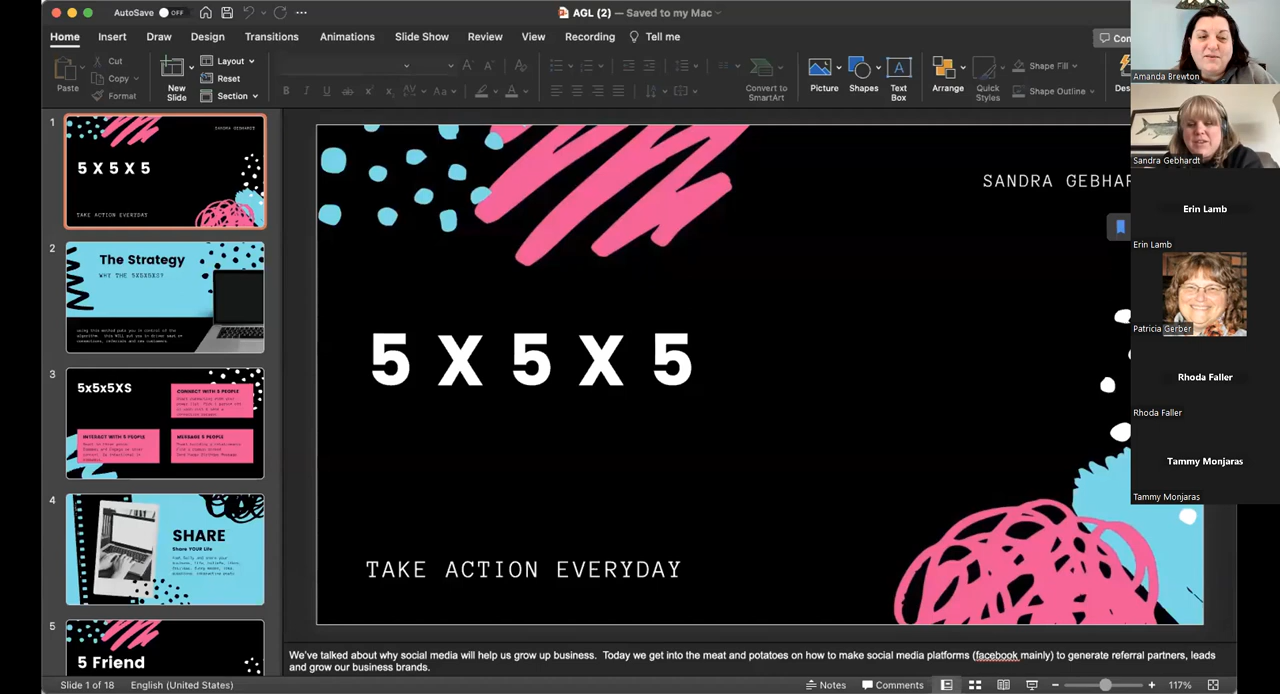 AutoSave OFF
AGL (2) — Saved to my Mac
Home Insert Draw Design Transitions Animations Slide Show Review View Recording Tell me
Paste
Cut
Copy
Format
New Slide
Layout
Reset
Section
Convert to SmartArt
Picture
Shapes
Text Box
Arrange
Quick Styles
Shape Fill
Shape Outline
1
SANDRA GEBHARDT
5 X 5 X 5
TAKE ACTION EVERYDAY
2
The Strategy
WHY THE 5X5X5XS?
3
5x5x5XS
CONNECT WITH 5 PEOPLE
INTERACT WITH 5 PEOPLE
MESSAGE 5 PEOPLE
4
SHARE
Share YOUR Life
5
5 Friend
SANDRA GEBHAR
5 X 5 X 5
TAKE ACTION EVERYDAY
We've talked about why social media will help us grow up business. Today we get into the meat and potatoes on how to make social media platforms (facebook mainly) to generate referral partners, leads
and grow our business brands.
Slide 1 of 18
English (United States)
Notes
Comments
117%
Amanda Brewton
Sandra Gebhardt
Erin Lamb
Erin Lamb
Patricia Gerber
Rhoda Faller
Rhoda Faller
Tammy Monjaras
Tammy Monjaras